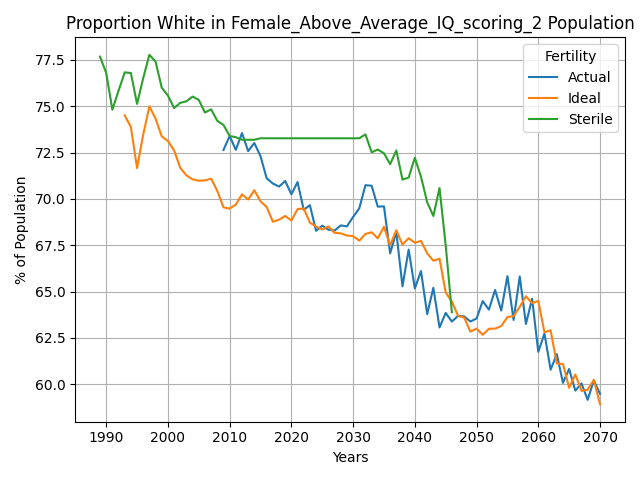 Proportion White in Female_Above_Average_IQ_scoring_2 Population
Fertility
Actual
Ideal
Sterile
% of Population
77.5
75.0
72.5
70.0
67.5
65.0
62.5
60.0
1990 2000 2010 2020 2030 2040 2050 2060 2070
Years